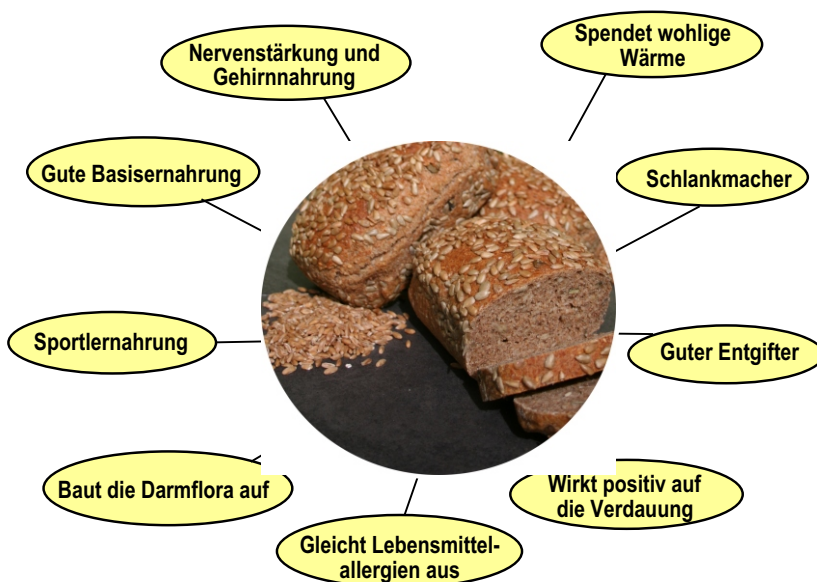 Nervenstärkung und
Gehirnnahrung
Spendet wohlige
Wärme
Gute Basisernahrung
Schlankmacher
Sportlernahrung
Guter Entgifter
Baut die Darmflora auf
Wirkt positiv auf
die Verdauung
Gleicht Lebensmittel-
allergien aus